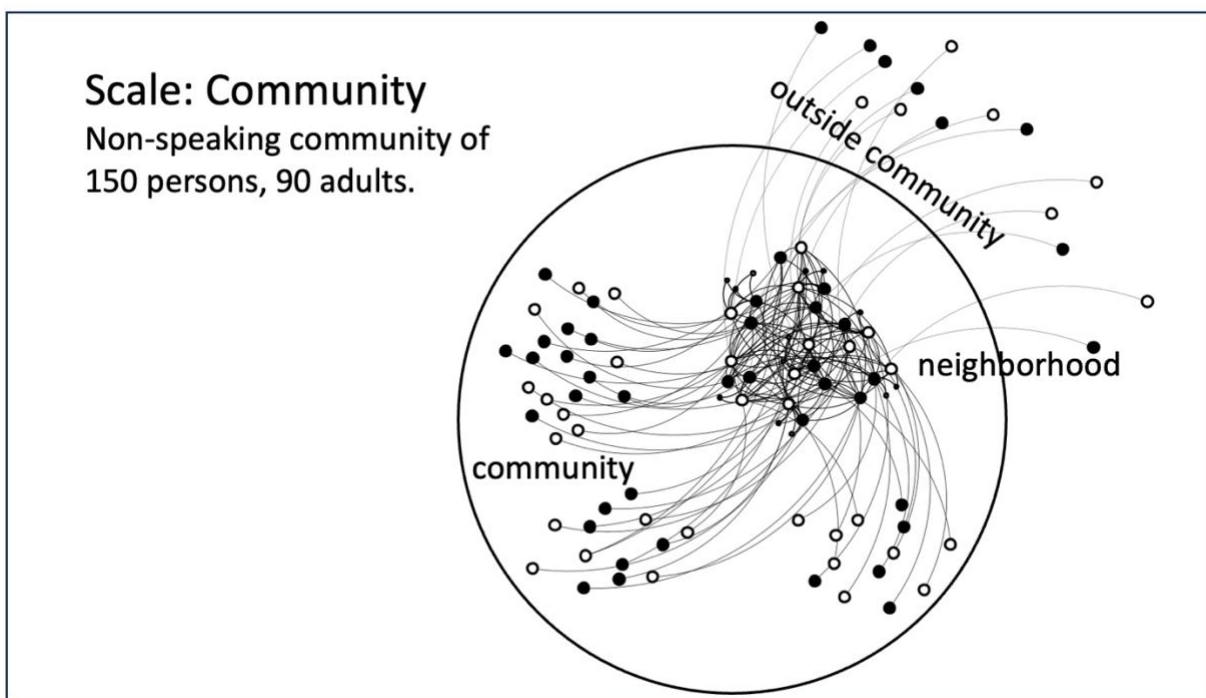 Scale: Community
Non-speaking community of
150 persons, 90 adults.
outside community
neighborhood
community